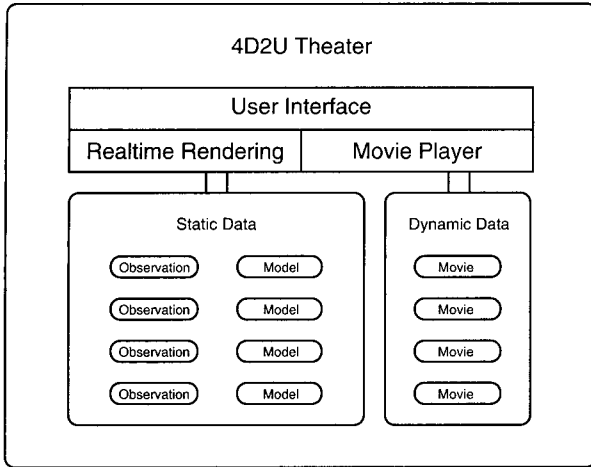 4D2U Theater
User Interface
Realtime Rendering
Movie Player
Static Data
Observation Model
Observation Model
Observation Model
Observation Model
Dynamic Data
Movie
Movie
Movie
Movie